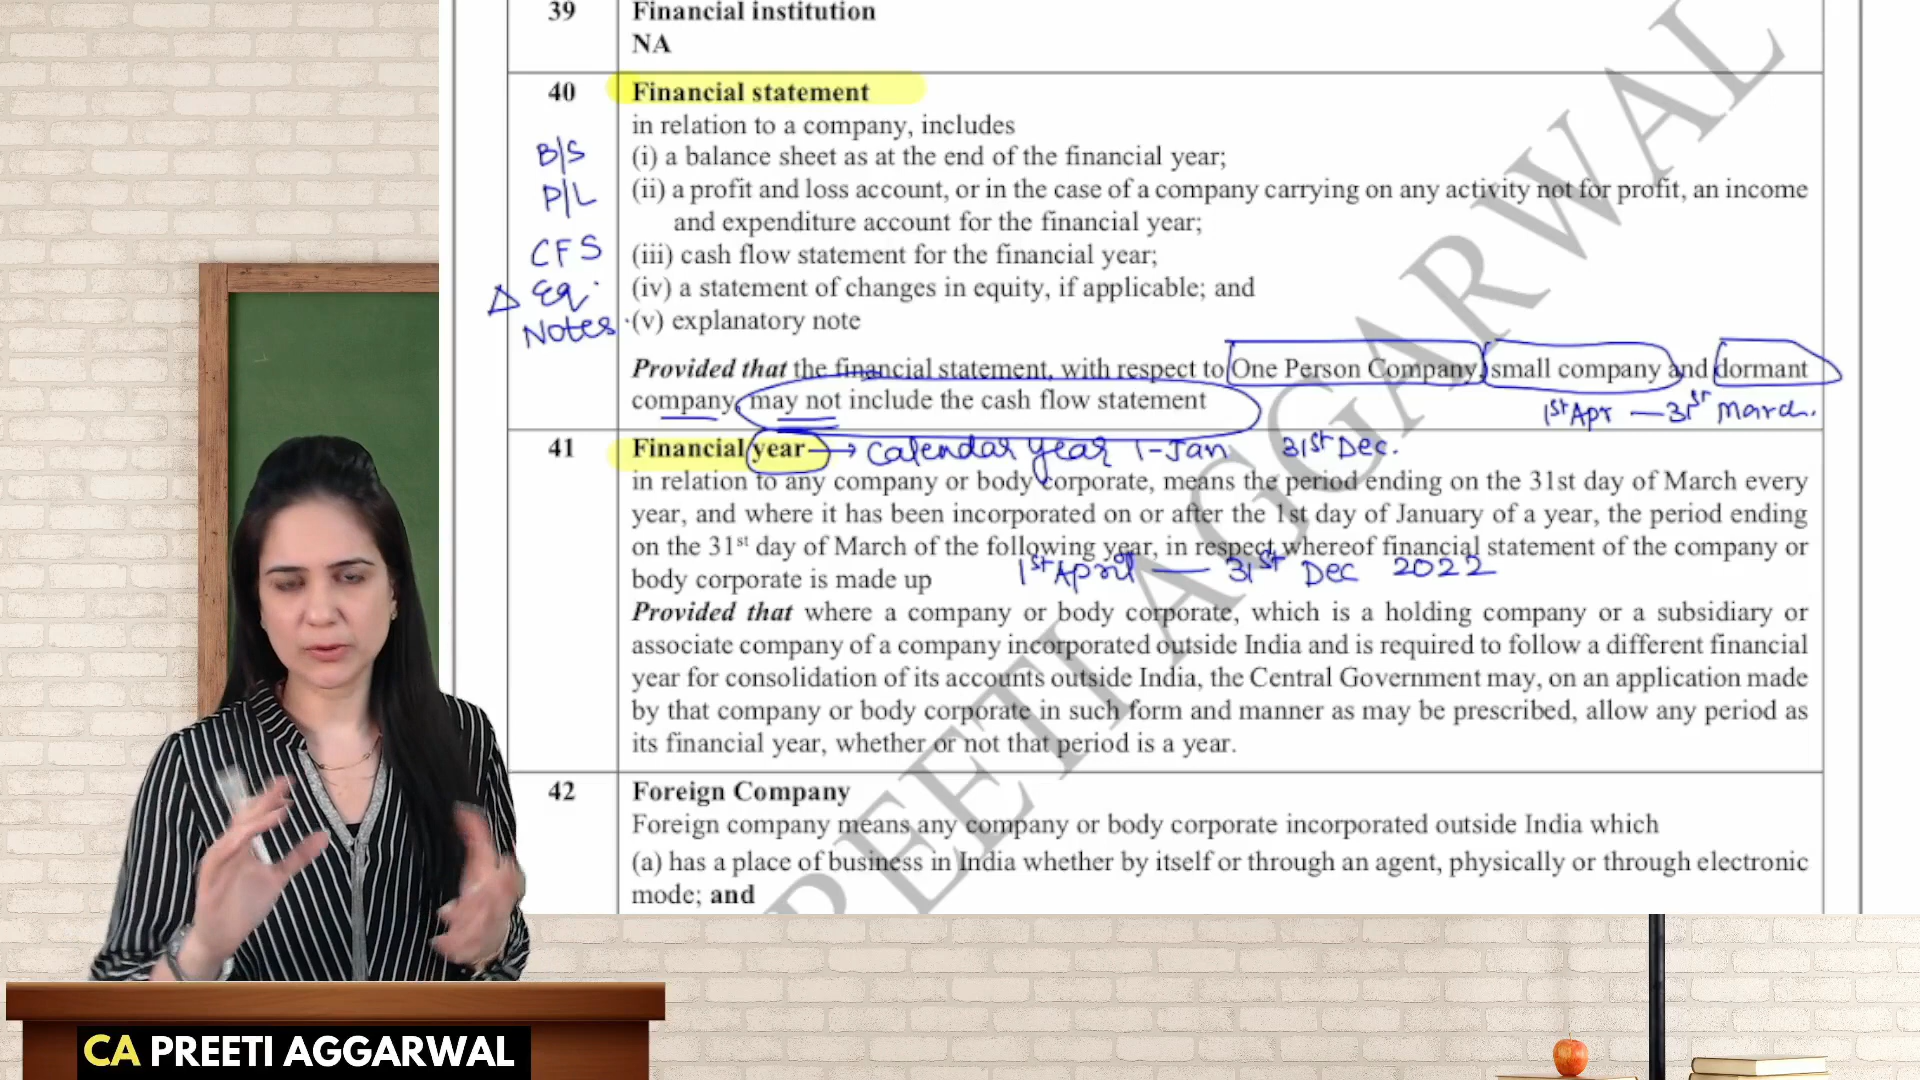 39 Financial institution
NA
40 Financial statement
in relation to a company, includes
B/S (i) a balance sheet as at the end of the financial year;
P/L (ii) a profit and loss account, or in the case of a company carrying on any activity not for profit, an income
and expenditure account for the financial year;
CFS (iii) cash flow statement for the financial year;
Δ Eq. (iv) a statement of changes in equity, if applicable; and
Notes (v) explanatory note
Provided that the financial statement, with respect to One Person Company, small company and dormant
company, may not include the cash flow statement
1st Apr — 31st March.
41 Financial year → Calendar year 1-Jan 31st Dec.
in relation to any company or body corporate, means the period ending on the 31st day of March every
year, and where it has been incorporated on or after the 1st day of January of a year, the period ending
on the 31st day of March of the following year, in respect whereof financial statement of the company or
body corporate is made up
1st April — 31st Dec 2022
Provided that where a company or body corporate, which is a holding company or a subsidiary or
associate company of a company incorporated outside India and is required to follow a different financial
year for consolidation of its accounts outside India, the Central Government may, on an application made
by that company or body corporate in such form and manner as may be prescribed, allow any period as
its financial year, whether or not that period is a year.
42 Foreign Company
Foreign company means any company or body corporate incorporated outside India which
(a) has a place of business in India whether by itself or through an agent, physically or through electronic
mode; and
PREETI AGGARWAL
CA PREETI AGGARWAL